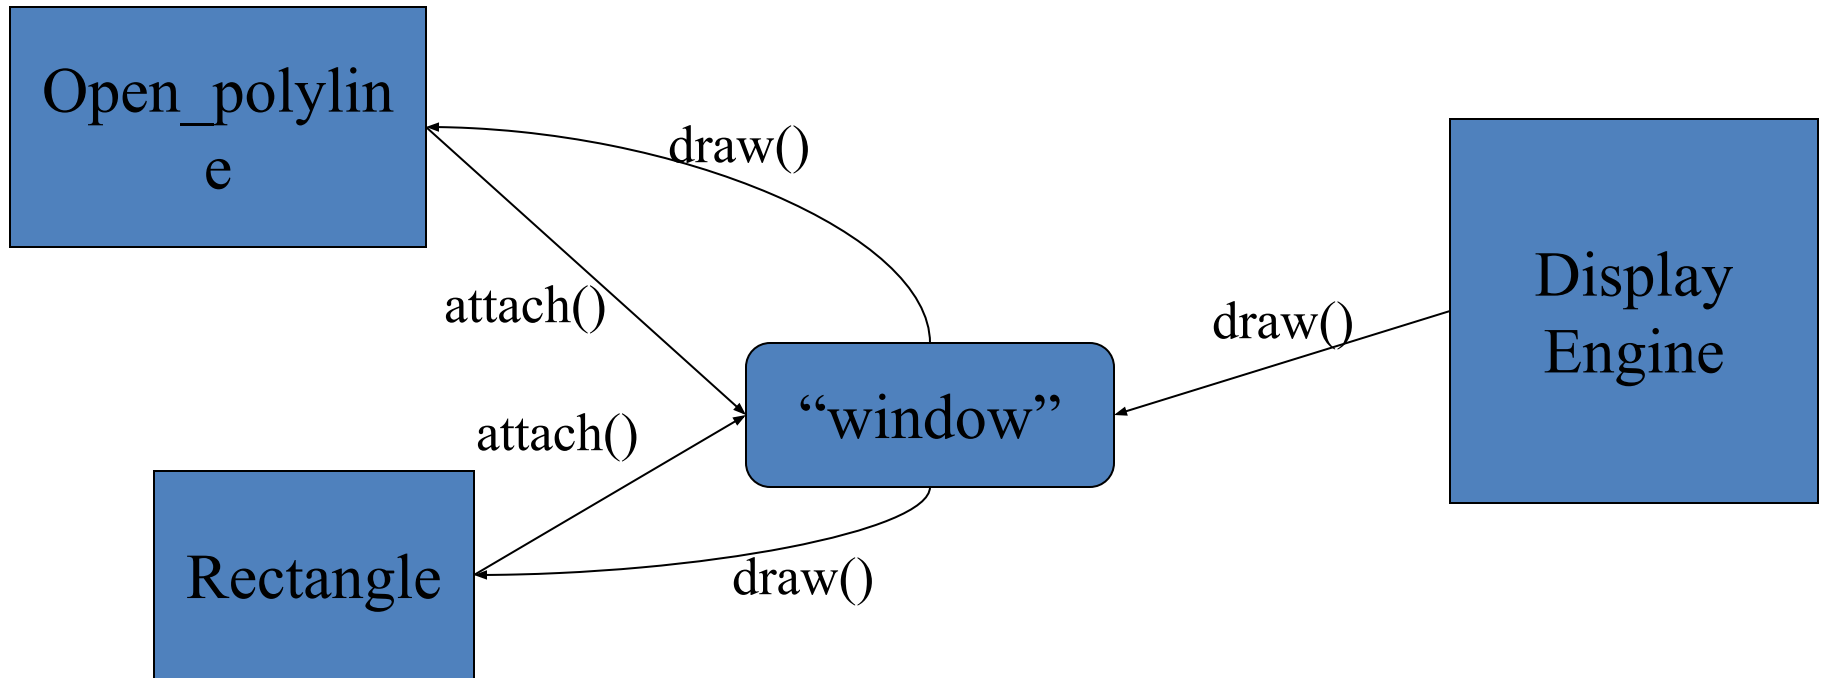 Open_polylin
e
draw()
attach()
draw()
Display
Engine
“window”
attach()
Rectangle
draw()